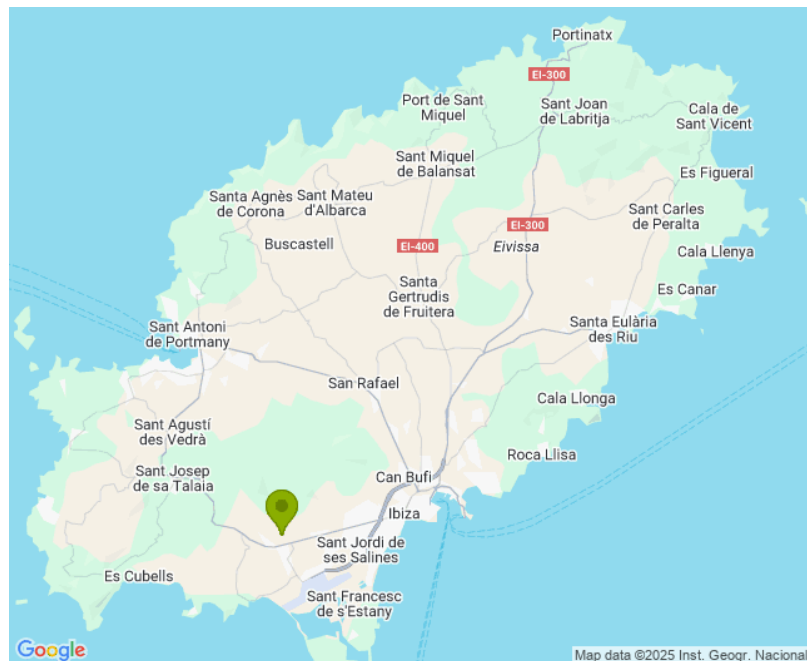 Portinatx
EI-300
Port de Sant
Miquel
Sant Joan
de Labritja
Cala de
Sant Vicent
Sant Miquel
de Balansat
Es Figueral
Santa Agnès
de Corona
Sant Mateu
d'Albarca
Sant Carles
de Peralta
EI-300
Buscastell
EI-400
Eivissa
Cala Llenya
Santa
Gertrudis
de Fruitera
Es Canar
Sant Antoni
de Portmany
Santa Eulària
des Riu
San Rafael
Cala Llonga
Sant Agustí
des Vedrà
Roca Llisa
Sant Josep
de sa Talaia
Can Bufi
Ibiza
Sant Jordi de
ses Salines
Es Cubells
Sant Francesc
de s'Estany
Google
Map data ©2025 Inst. Geogr. Nacional